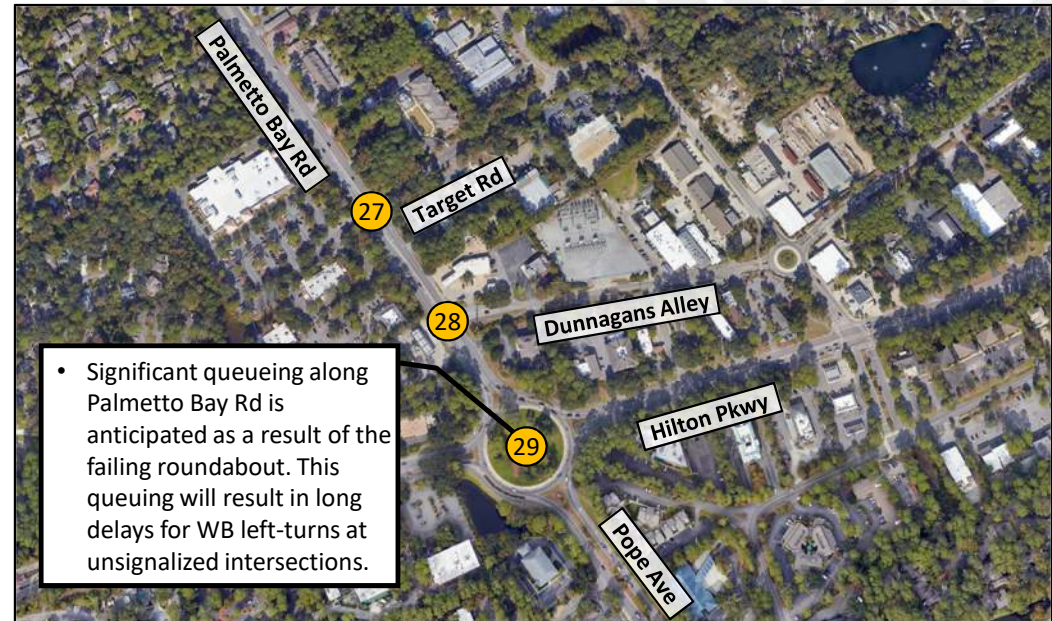 Palmetto Bay Rd
27
Target Rd
28
Dunnagans Alley
• Significant queueing along
Palmetto Bay Rd is
anticipated as a result of the
failing roundabout. This
queuing will result in long
delays for WB left-turns at
unsignalized intersections.
29
Hilton Pkwy
Pope Ave